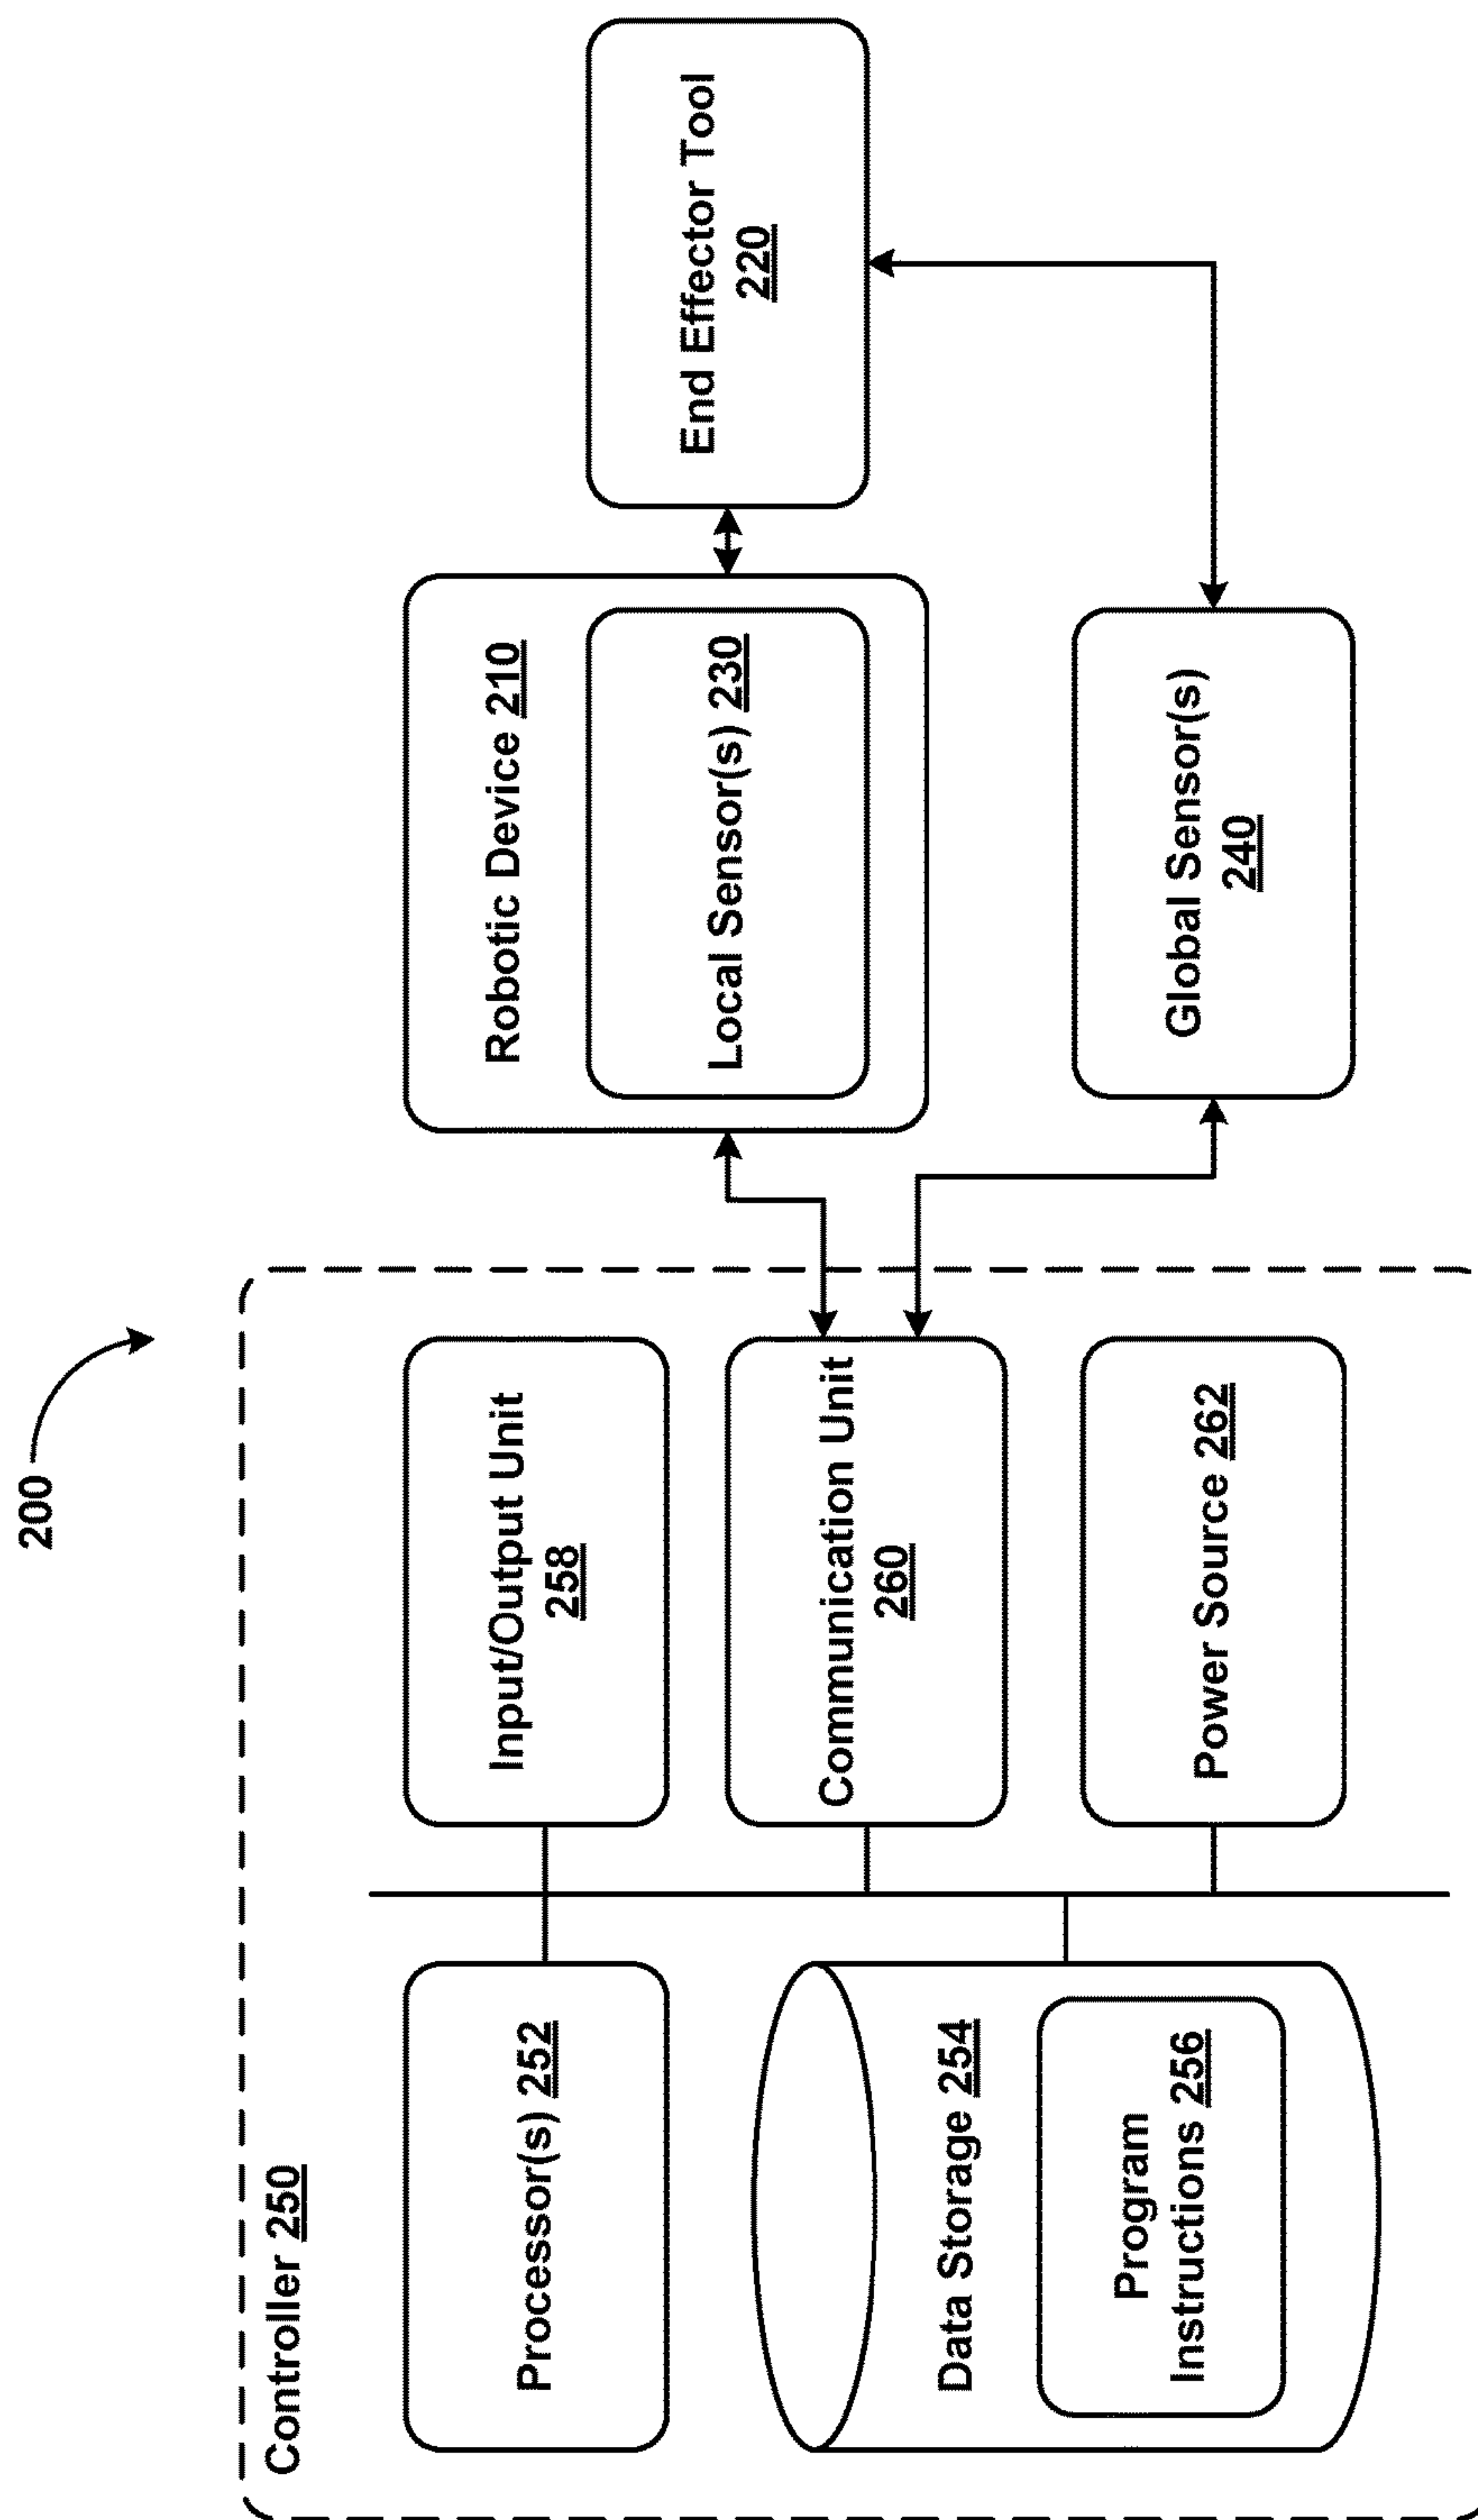 200
Controller 250
Processor(s) 252
Data Storage 254
Program
Instructions 256
Input/Output Unit
258
Communication Unit
260
Power Source 262
Robotic Device 210
Local Sensor(s) 230
Global Sensor(s)
240
End Effector Tool
220